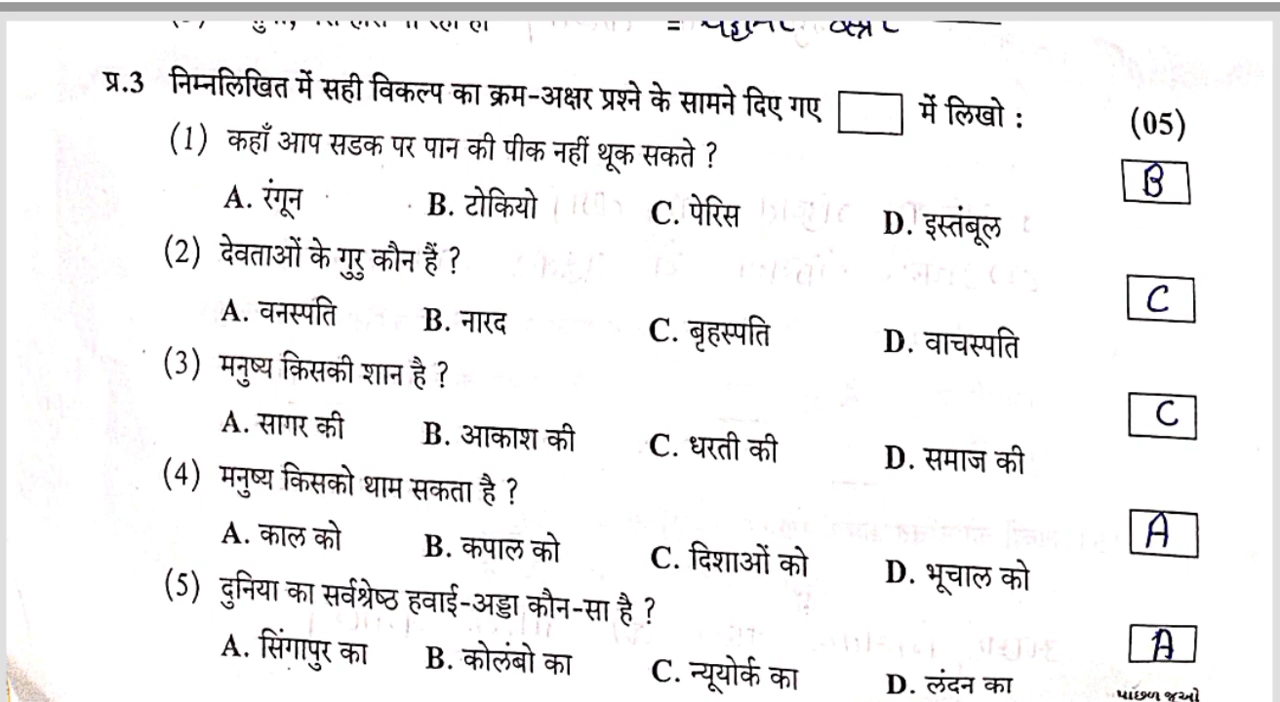 प्र.3 निम्नलिखित में सही विकल्प का क्रम-अक्षर प्रश्ने के सामने दिए गए में लिखो : (05)
(1) कहाँ आप सडक पर पान की पीक नहीं थूक सकते ? B
A. रंगून B. टोकियो C. पेरिस D. इस्तंबूल
(2) देवताओं के गुरु कौन हैं ? C
A. वनस्पति B. नारद C. बृहस्पति D. वाचस्पति
(3) मनुष्य किसकी शान है ? C
A. सागर की B. आकाश की C. धरती की D. समाज की
(4) मनुष्य किसको थाम सकता है ? A
A. काल को B. कपाल को C. दिशाओं को D. भूचाल को
(5) दुनिया का सर्वश्रेष्ठ हवाई-अड्डा कौन-सा है ? A
A. सिंगापुर का B. कोलंबो का C. न्यूयोर्क का D. लंदन का
પાછળ જુઓ